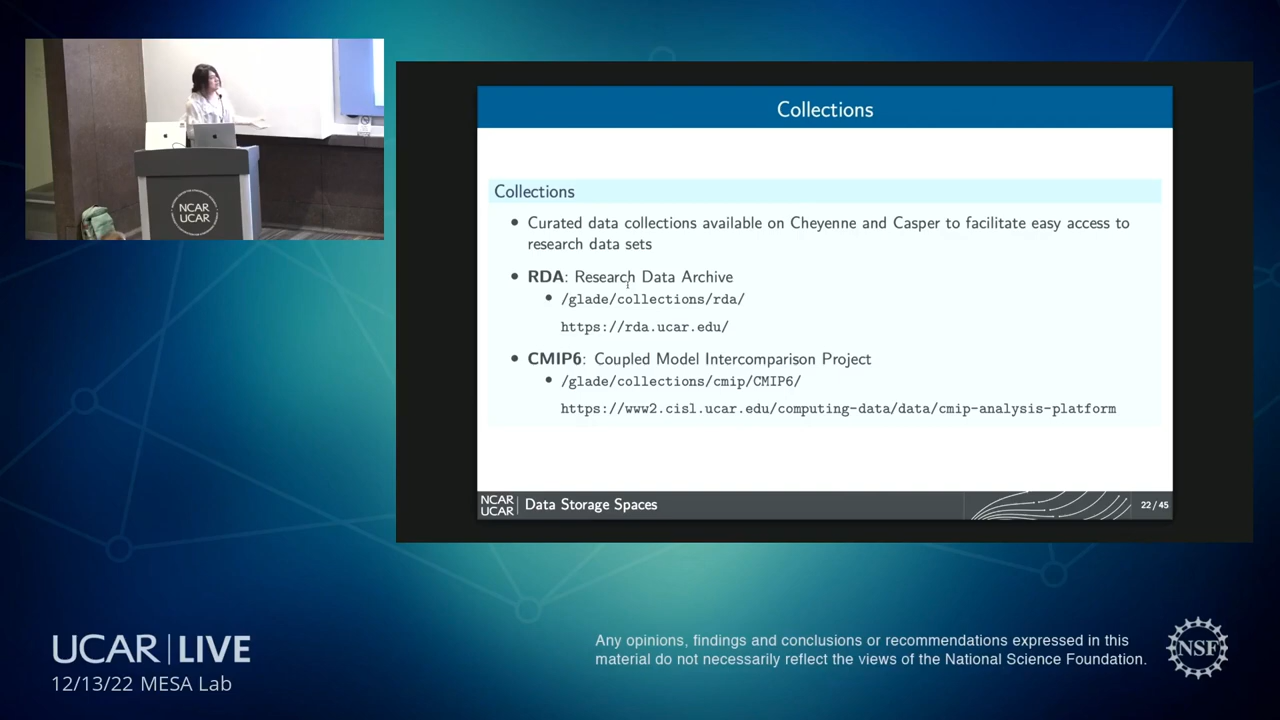 NCAR
UCAR
Collections
Collections
• Curated data collections available on Cheyenne and Casper to facilitate easy access to
research data sets
• RDA: Research Data Archive
• /glade/collections/rda/
https://rda.ucar.edu/
• CMIP6: Coupled Model Intercomparison Project
• /glade/collections/cmip/CMIP6/
https://www2.cisl.ucar.edu/computing-data/data/cmip-analysis-platform
NCAR
UCAR
Data Storage Spaces
22 / 45
UCAR | LIVE
12/13/22 MESA Lab
Any opinions, findings and conclusions or recommendations expressed in this
material do not necessarily reflect the views of the National Science Foundation.
NSF